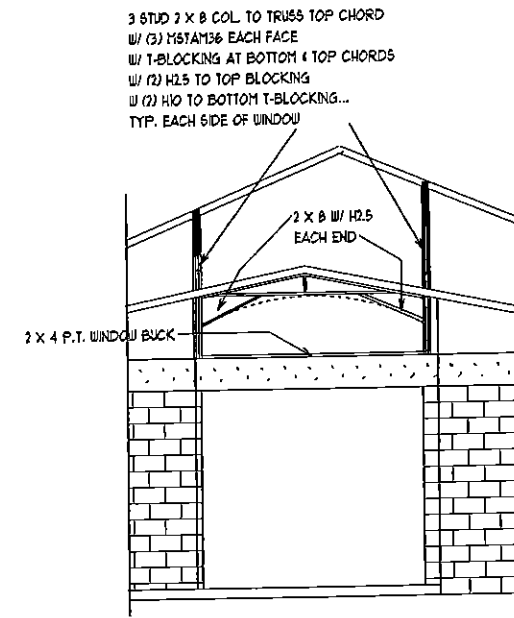 3 STUD 2 X 8 COL. TO TRUSS TOP CHORD
W/ (3) MSTAM36 EACH FACE
W/ T-BLOCKING AT BOTTOM & TOP CHORDS
W/ (2) H2.5 TO TOP BLOCKING
W (2) H10 TO BOTTOM T-BLOCKING...
TYP. EACH SIDE OF WINDOW
2 X 8 W/ H2.5
EACH END
2 X 4 P.T. WINDOW BUCK